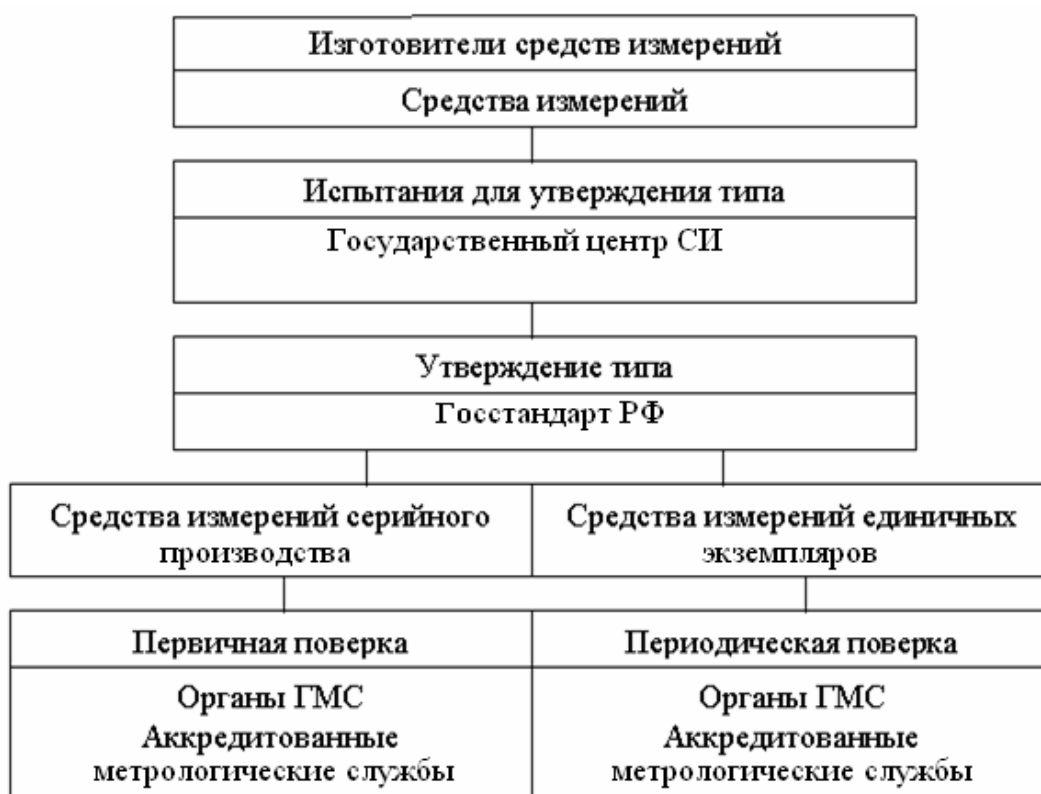 Изготовители средств измерений
Средства измерений
Испытания для утверждения типа
Государственный центр СИ
Утверждение типа
Госстандарт РФ
Средства измерений серийного
производства
Средства измерений единичных
экземпляров
Первичная поверка
Органы ГМС
Аккредитованные
метрологические службы
Периодическая поверка
Органы ГМС
Аккредитованные
метрологические службы